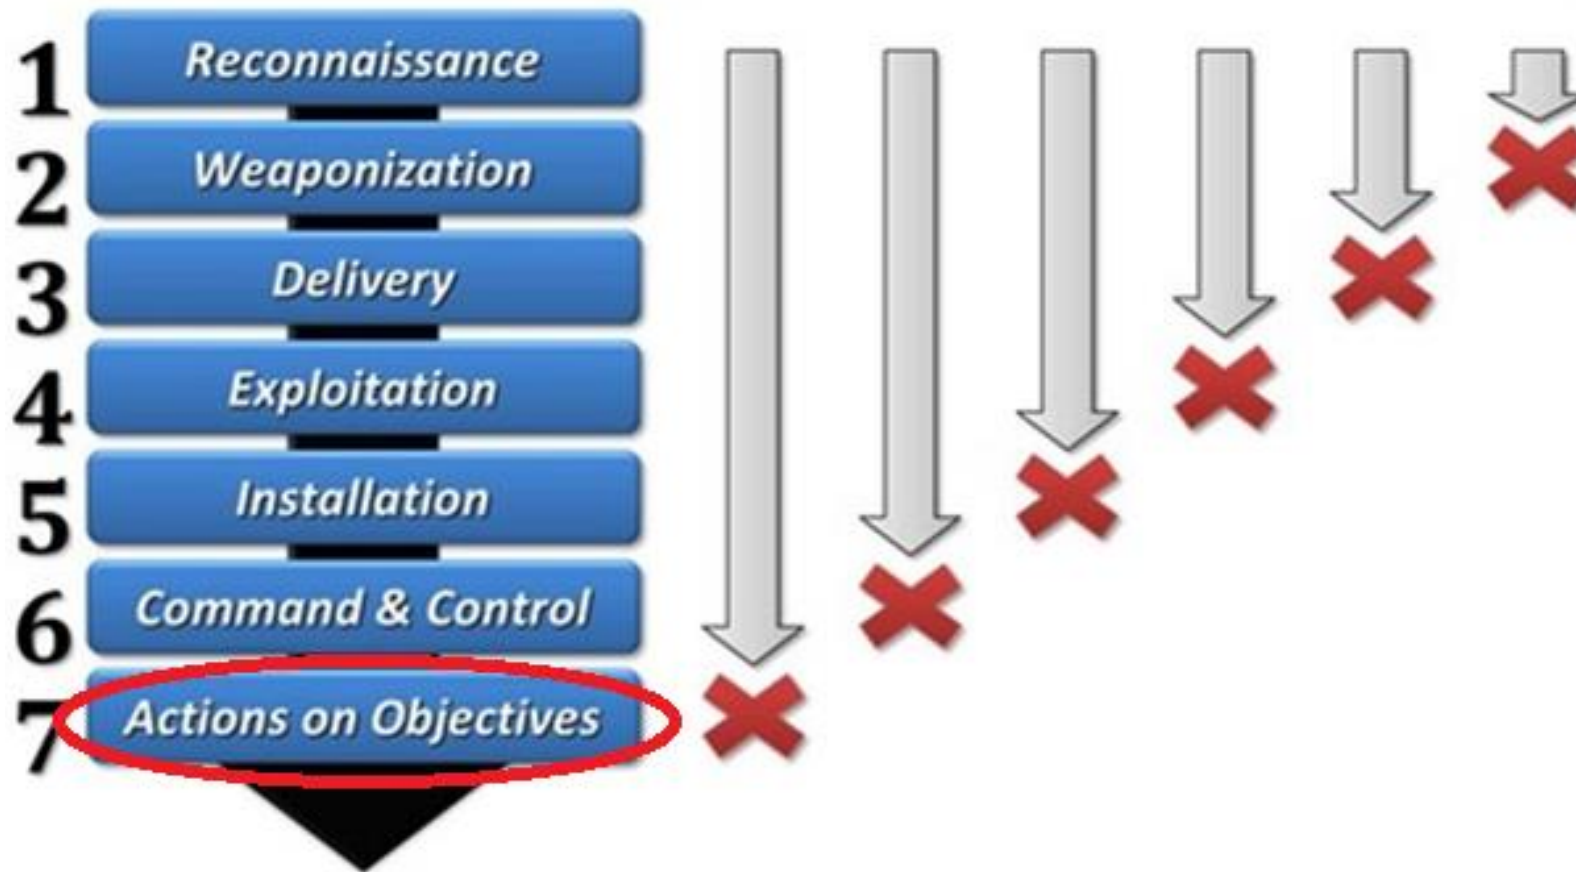 1 Reconnaissance
2 Weaponization
3 Delivery
4 Exploitation
5 Installation
6 Command & Control
7 Actions on Objectives